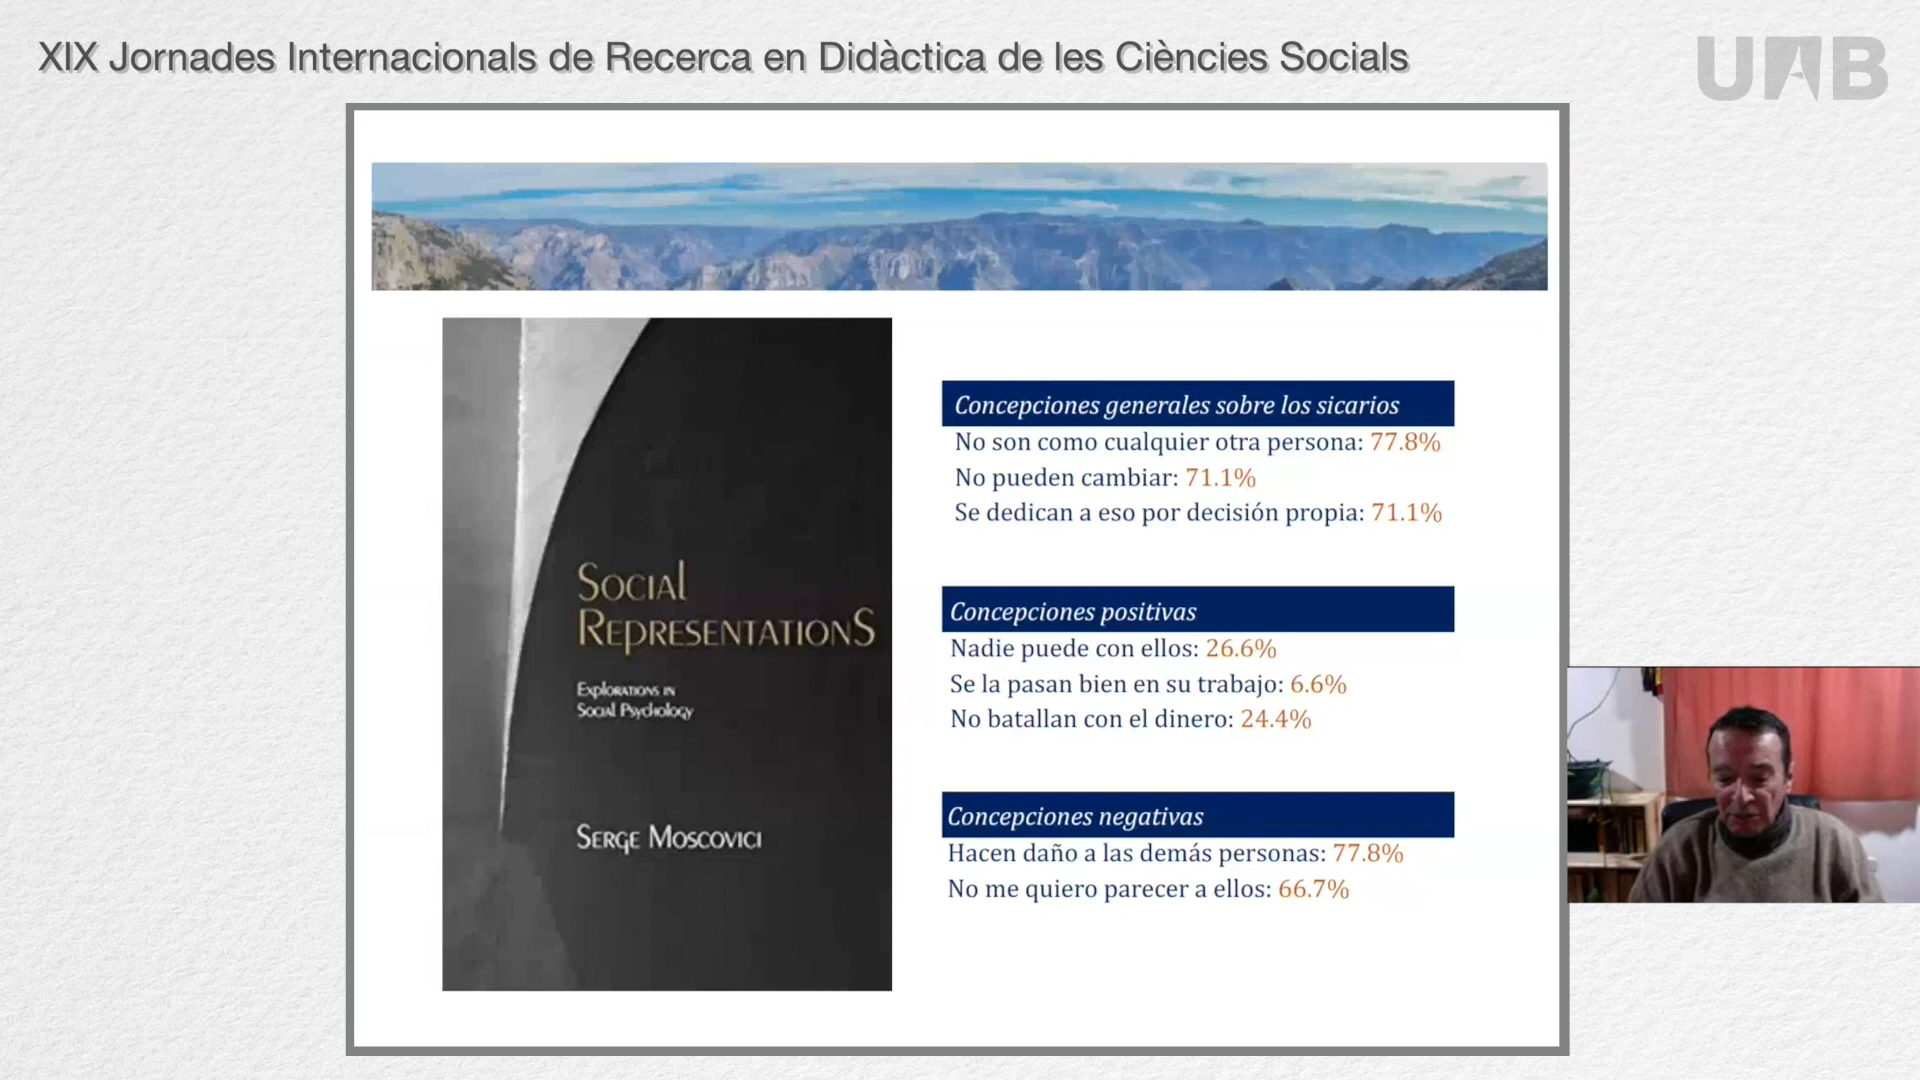 XIX Jornades Internacionals de Recerca en Didàctica de les Ciències Socials
UAB
SOCIAL
REPRESENTATIONS
EXPLORATIONS IN
SOCIAL PSYCHOLOGY
SERGE MOSCOVICI
Concepciones generales sobre los sicarios
No son como cualquier otra persona: 77.8%
No pueden cambiar: 71.1%
Se dedican a eso por decisión propia: 71.1%
Concepciones positivas
Nadie puede con ellos: 26.6%
Se la pasan bien en su trabajo: 6.6%
No batallan con el dinero: 24.4%
Concepciones negativas
Hacen daño a las demás personas: 77.8%
No me quiero parecer a ellos: 66.7%